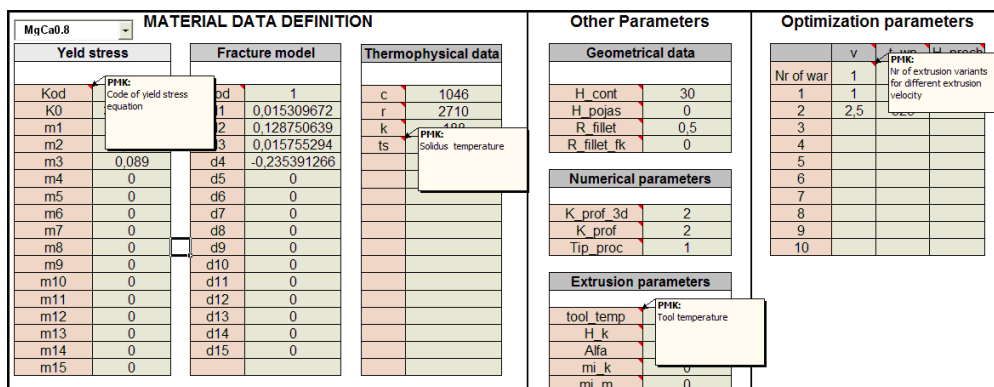 MgCa0.8
MATERIAL DATA DEFINITION
Yeld stress
Kod
K0
m1
m2
m3 0,089
m4 0
m5 0
m6 0
m7 0
m8 0
m9 0
m10 0
m11 0
m12 0
m13 0
m14 0
m15 0
PMK:
Code of yield stress
equation
Fracture model
1
0,015309672
0,128750639
0,015755294
d4 -0,235391266
d5 0
d6 0
d7 0
d8 0
d9 0
d10 0
d11 0
d12 0
d13 0
d14 0
d15 0
Thermophysical data
c 1046
r 2710
k
ts
PMK:
Solidus temperature
Other Parameters
Geometrical data
H_cont 30
H_pojas 0
R_fillet 0,5
R_fillet_fk 0
Numerical parameters
K_prof_3d 2
K_prof 2
Tip_proc 1
Extrusion parameters
tool_temp
H_k
Alfa
mi_k 0
mi_m 0
PMK:
Tool temperature
Optimization parameters
v
Nr of war 1
1 1
2 2,5
3
4
5
6
7
8
9
10
PMK:
Nr of extrusion variants
for different extrusion
velocity